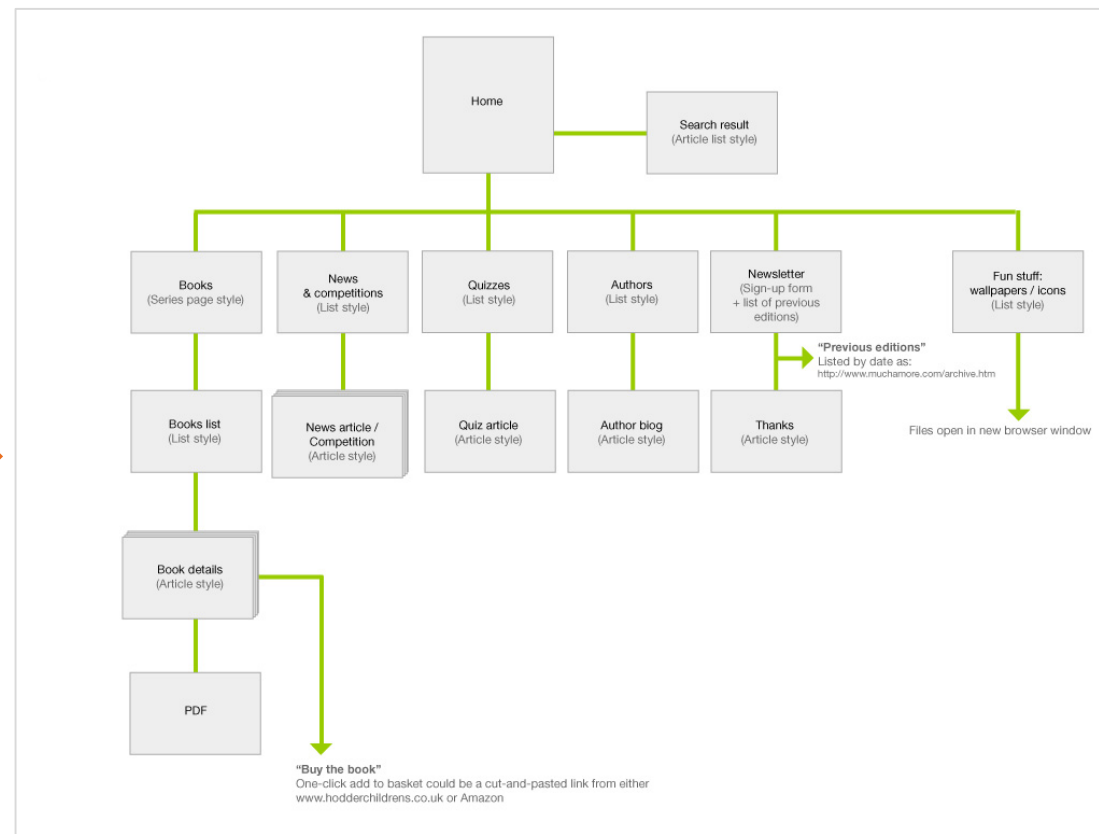 Home
Search result
(Article list style)
Books
(Series page style)
News
& competitions
(List style)
Quizzes
(List style)
Authors
(List style)
Newsletter
(Sign-up form
+ list of previous
editions)
Fun stuff:
wallpapers / icons
(List style)
“Previous editions”
Listed by date as:
http://www.muchamore.com/archive.htm
Books list
(List style)
News article /
Competition
(Article style)
Quiz article
(Article style)
Author biog
(Article style)
Thanks
(Article style)
Files open in new browser window
Book details
(Article style)
PDF
“Buy the book”
One-click add to basket could be a cut-and-pasted link from either
www.hodderchildrens.co.uk or Amazon